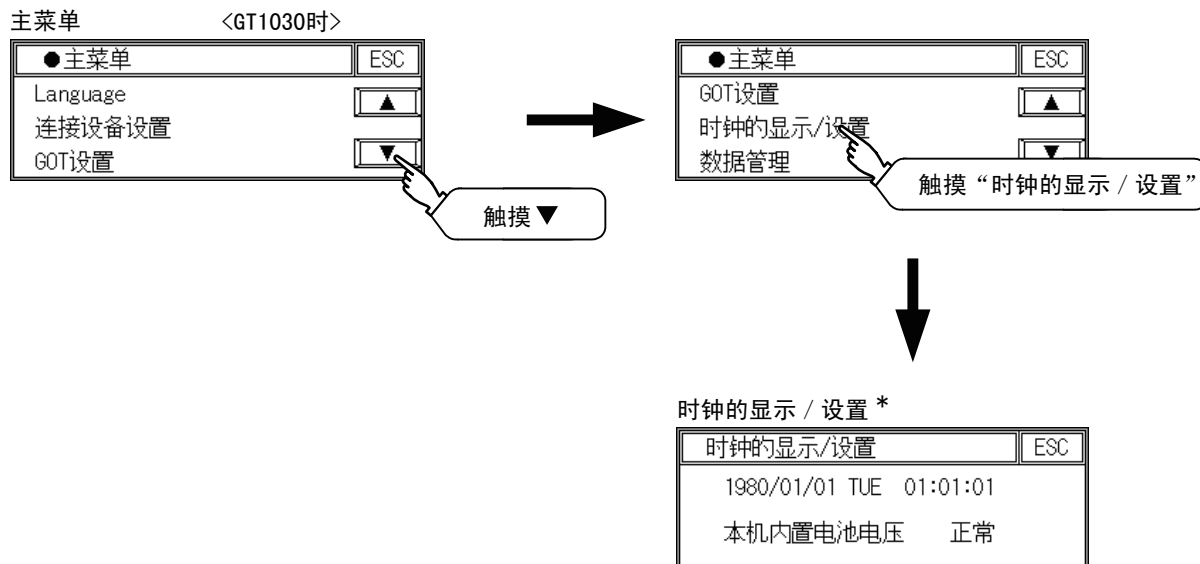 主菜单 <GT1030时>
●主菜单 ESC
Language ▲
连接设备设置
GOT设置 ▼
触摸▼
●主菜单 ESC
GOT设置 ▲
时钟的显示/设置
数据管理 ▼
触摸“时钟的显示 / 设置”
时钟的显示 / 设置 *
时钟的显示/设置 ESC
1980/01/01 TUE 01:01:01
本机内置电池电压 正常